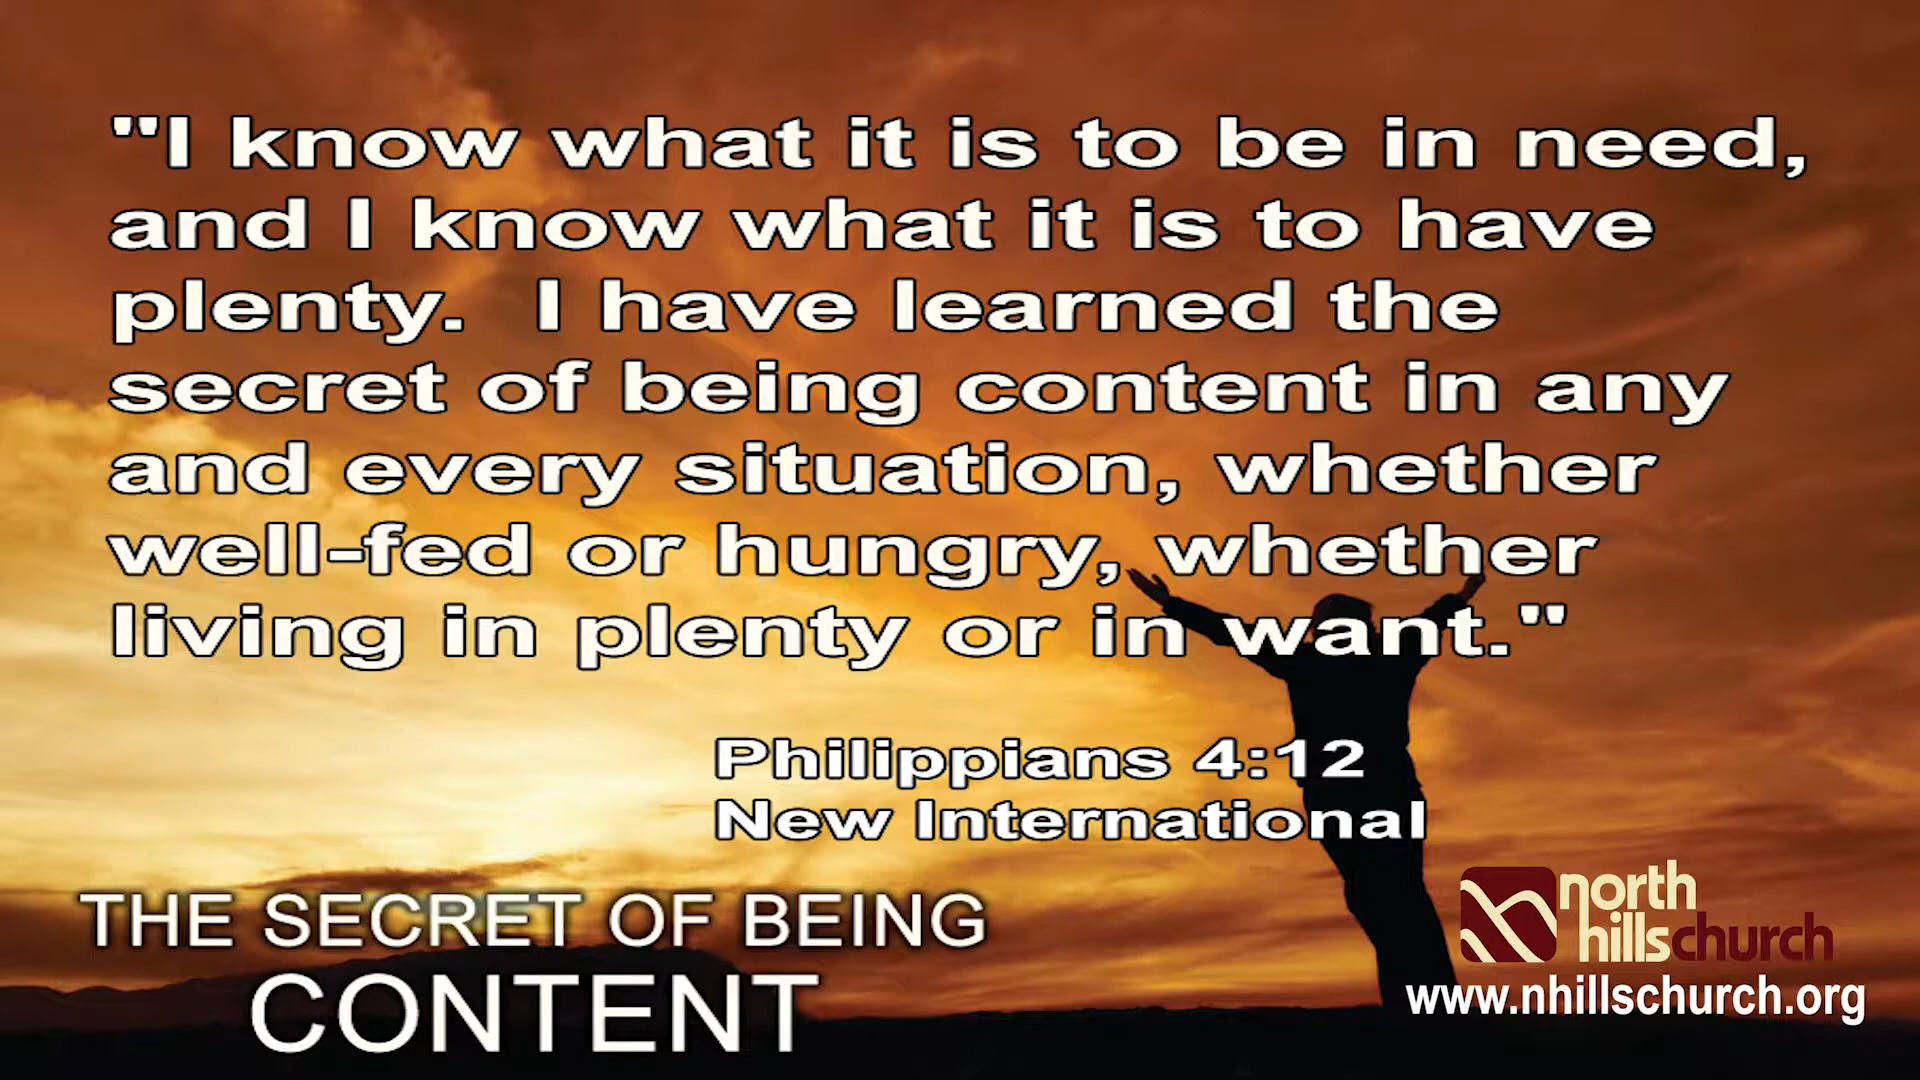 "I know what it is to be in need,
and I know what it is to have
plenty.  I have learned the
secret of being content in any
and every situation, whether
well-fed or hungry, whether
living in plenty or in want."
Philippians 4:12
New International
THE SECRET OF BEING
CONTENT
north
hillschurch
www.nhillschurch.org